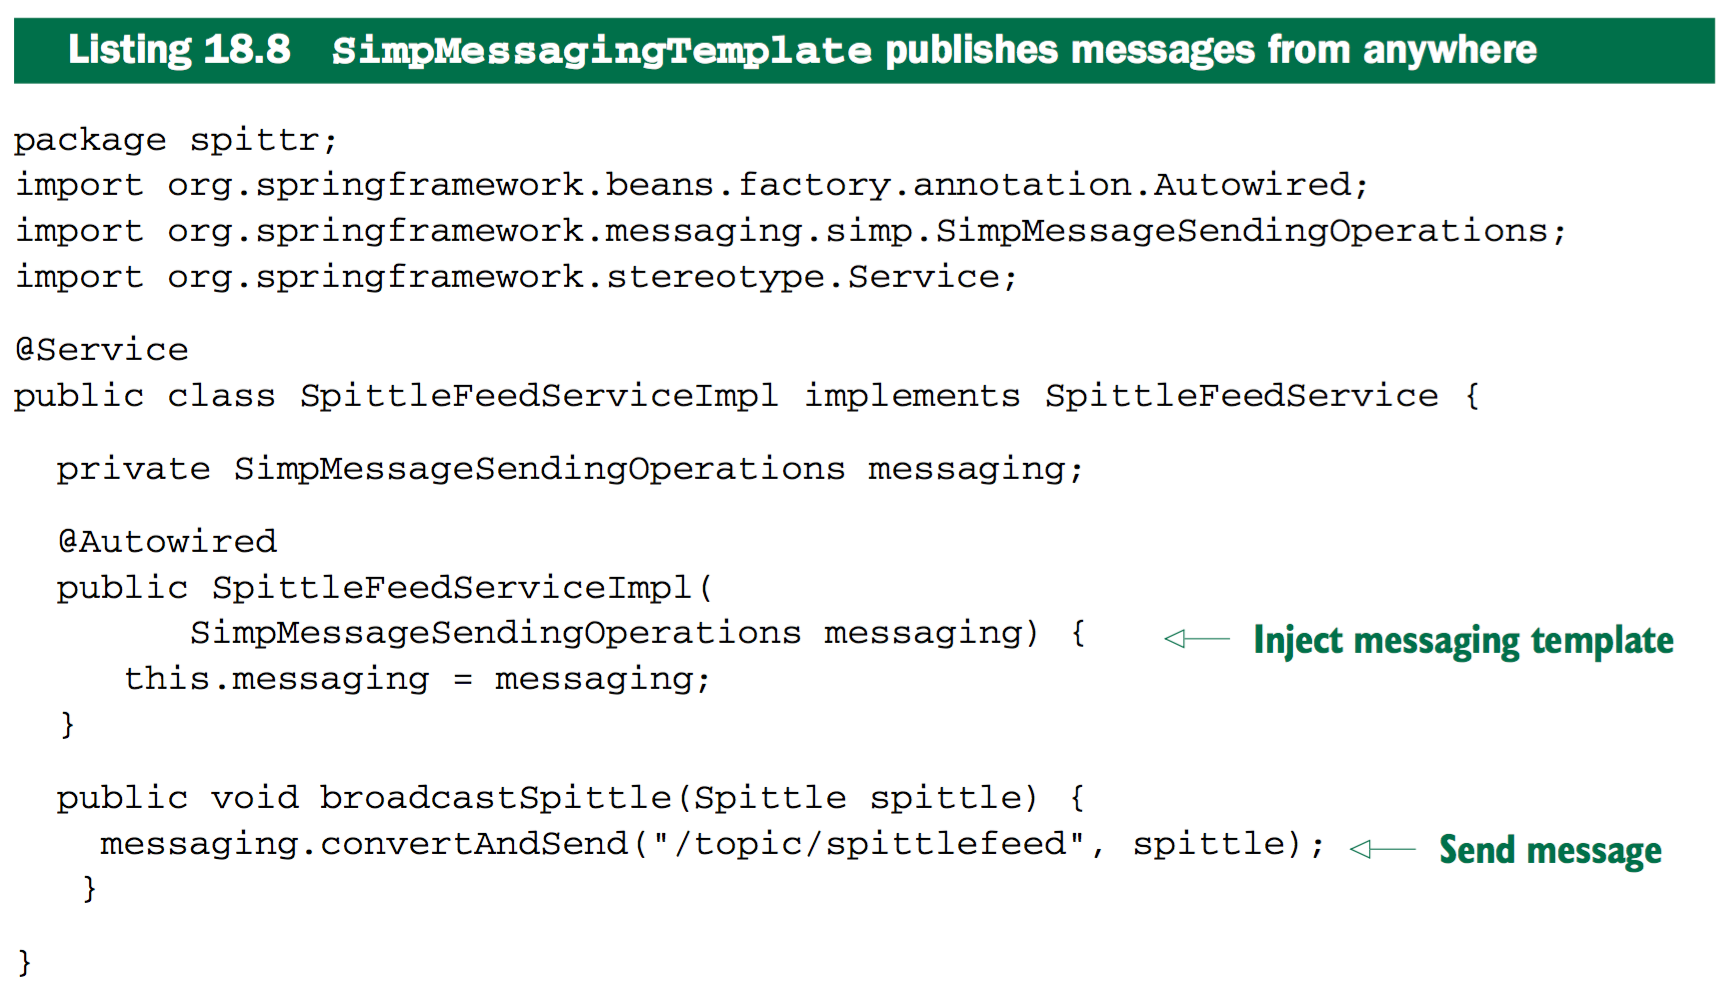 Listing 18.8 SimpMessagingTemplate publishes messages from anywhere
package spittr;
import org.springframework.beans.factory.annotation.Autowired;
import org.springframework.messaging.simp.SimpMessageSendingOperations;
import org.springframework.stereotype.Service;
@Service
public class SpittleFeedServiceImpl implements SpittleFeedService {
private SimpMessageSendingOperations messaging;
@Autowired
public SpittleFeedServiceImpl(
SimpMessageSendingOperations messaging) { Inject messaging template
this.messaging = messaging;
}
public void broadcastSpittle(Spittle spittle) {
messaging.convertAndSend("/topic/spittlefeed", spittle); Send message
}
}